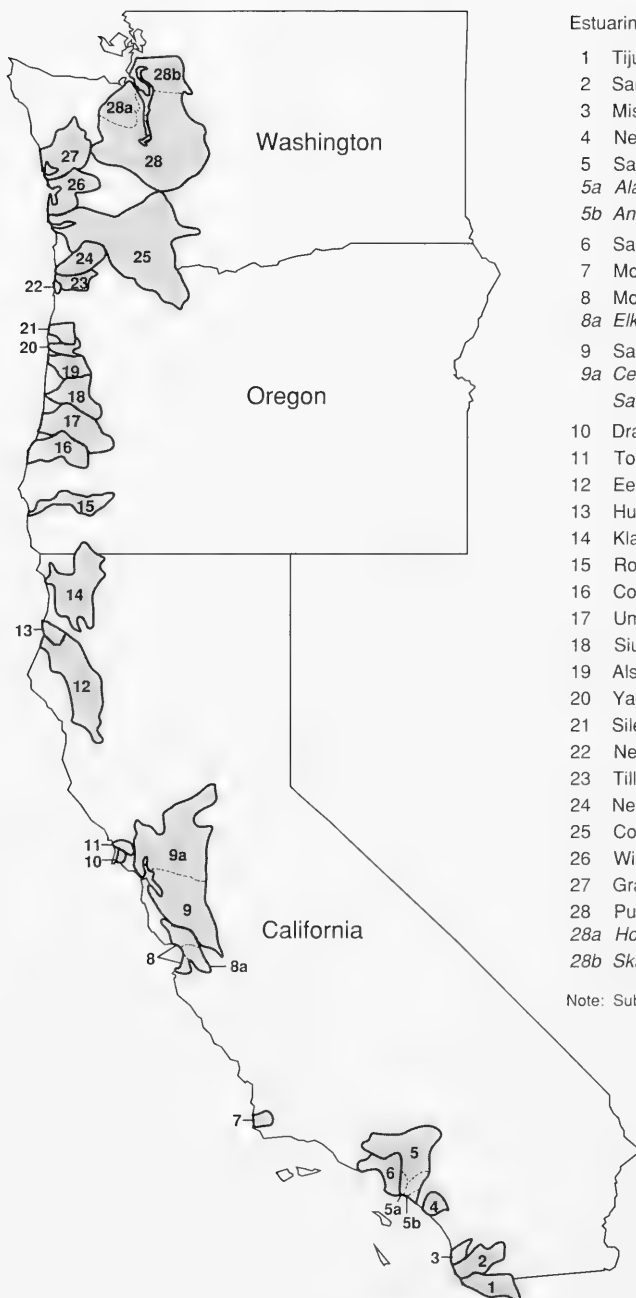 28b
28a
28
Washington
27
26
25
24
23
22
21
20
19
18
17
16
15
Oregon
14
13
12
11
10
9a
9
California
8
8a
7
5
6
5a
5b
4
3
2
1
Estuarin
1 Tiju
2 Sa
3 Mis
4 Ne
5 Sa
5a Ala
5b An
6 Sa
7 Mo
8 Mo
8a Elk
9 Sa
9a Ce
Sa
10 Dra
11 To
12 Ee
13 Hu
14 Kla
15 Ro
16 Co
17 Um
18 Siu
19 Als
20 Ya
21 Sile
22 Ne
23 Till
24 Ne
25 Co
26 Wi
27 Gra
28 Pu
28a Ho
28b Sk
Note: Sub